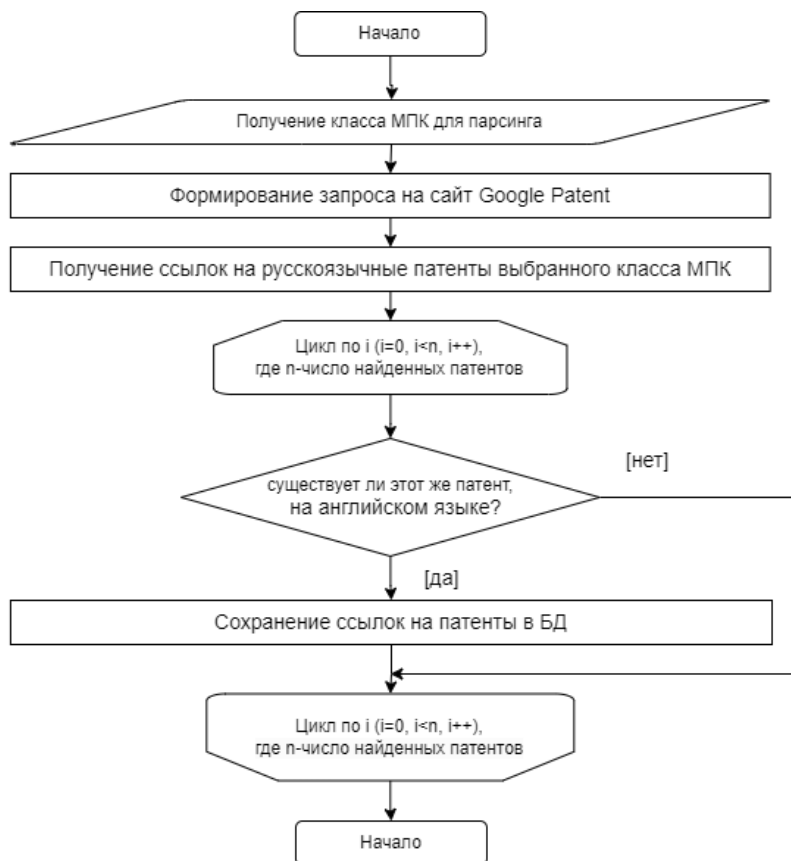 Начало
Получение класса МПК для парсинга
Формирование запроса на сайт Google Patent
Получение ссылок на русскоязычные патенты выбранного класса МПК
Цикл по i (i=0, i<n, i++),
где n-число найденных патентов
[нет]
существует ли этот же патент,
на английском языке?
[да]
Сохранение ссылок на патенты в БД
Цикл по i (i=0, i<n, i++),
где n-число найденных патентов
Начало